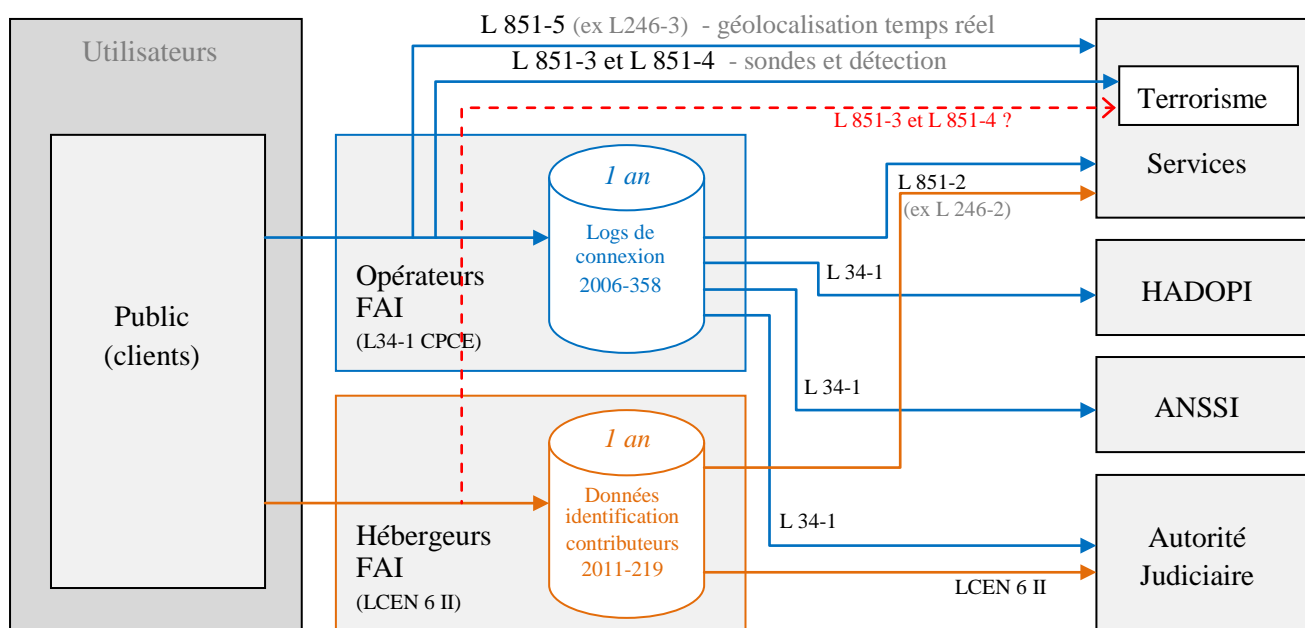 Utilisateurs
Public
(clients)
L 851-5 (ex L246-3) - géolocalisation temps réel
L 851-3 et L 851-4 - sondes et détection
L 851-3 et L 851-4 ?
1 an
Logs de
connexion
2006-358
Opérateurs
FAI
(L34-1 CPCE)
1 an
Données
identification
contributeurs
2011-219
Hébergeurs
FAI
(LCEN 6 II)
L 851-2
(ex L 246-2)
L 34-1
L 34-1
L 34-1
LCEN 6 II
Terrorisme
Services
HADOPI
ANSSI
Autorité
Judiciaire